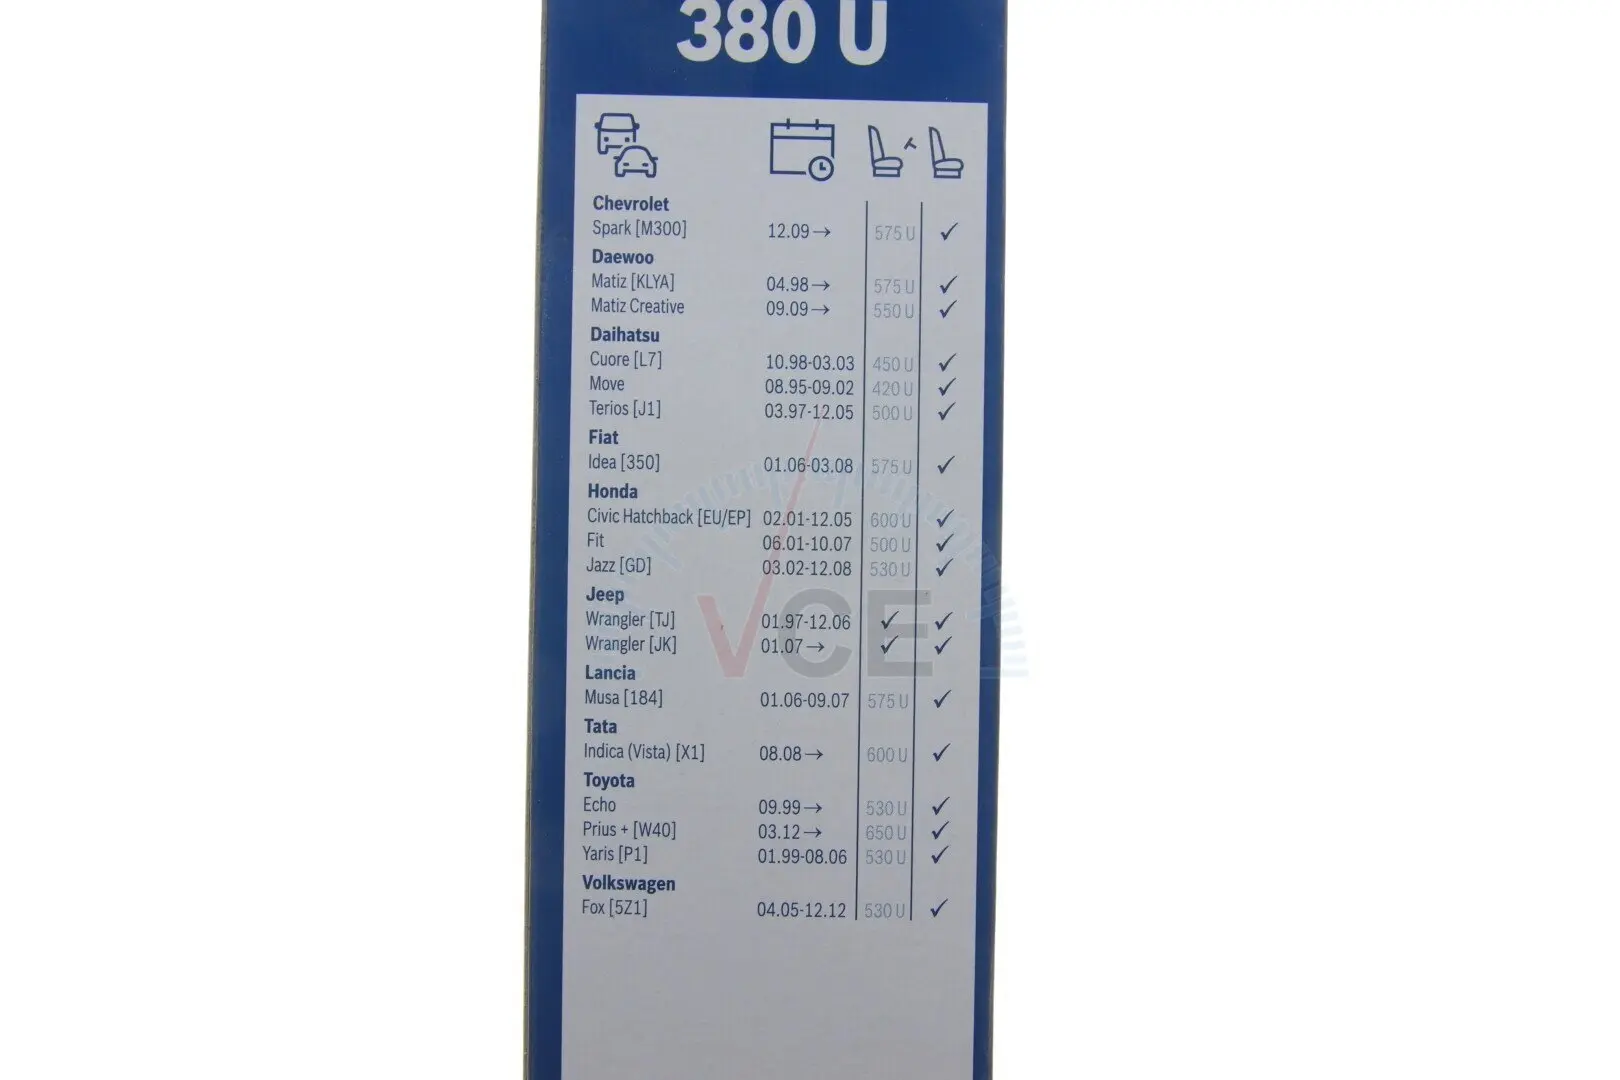 380 U
Chevrolet
Spark [M300] 12.09→ 575 U ✓
Daewoo
Matiz [KLYA] 04.98→ 575 U ✓
Matiz Creative 09.09→ 550 U ✓
Daihatsu
Cuore [L7] 10.98-03.03 450 U ✓
Move 08.95-09.02 420 U ✓
Terios [J1] 03.97-12.05 500 U ✓
Fiat
Idea [350] 01.06-03.08 575 U ✓
Honda
Civic Hatchback [EU/EP] 02.01-12.05 600 U ✓
Fit 06.01-10.07 500 U ✓
Jazz [GD] 03.02-12.08 530 U ✓
Jeep
Wrangler [TJ] 01.97-12.06 ✓ ✓
Wrangler [JK] 01.07→ ✓ ✓
VCE
Lancia
Musa [184] 01.06-09.07 575 U ✓
Tata
Indica (Vista) [X1] 08.08→ 600 U ✓
Toyota
Echo 09.99→ 530 U ✓
Prius + [W40] 03.12→ 650 U ✓
Yaris [P1] 01.99-08.06 530 U ✓
Volkswagen
Fox [5Z1] 04.05-12.12 530 U ✓